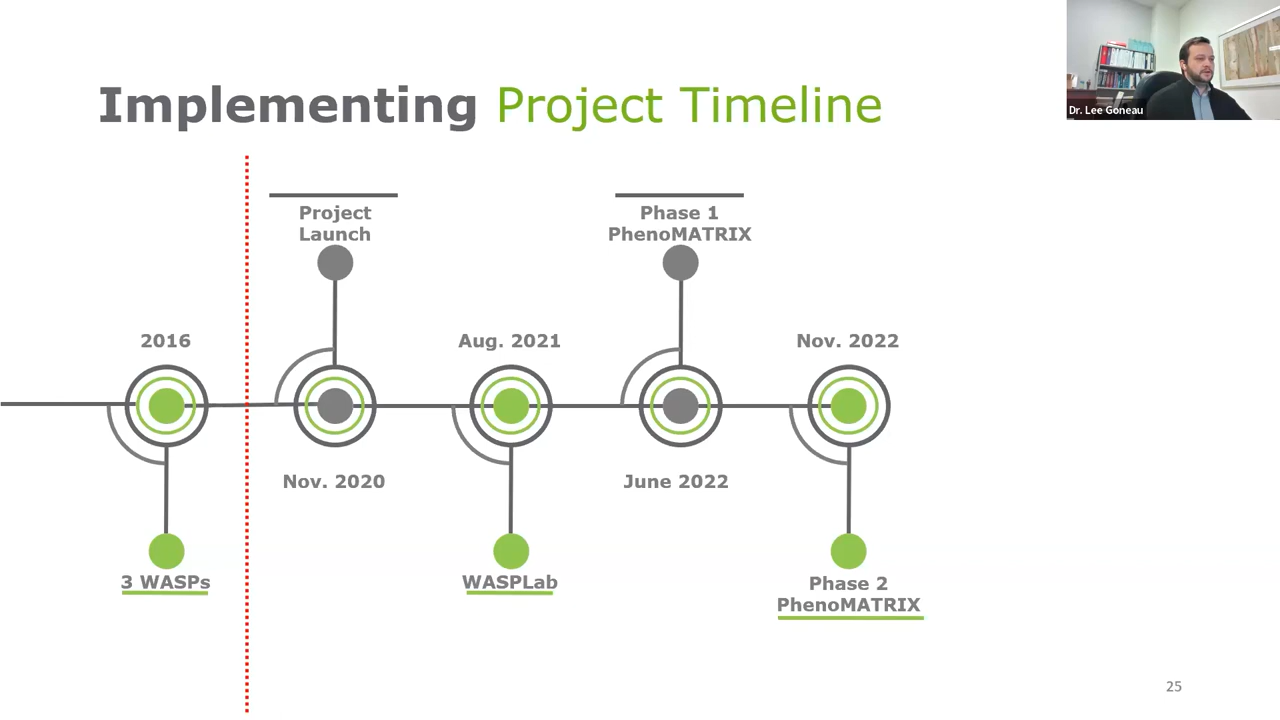 Implementing Project Timeline
Dr. Lee Goneau
Project
Launch
Phase 1
PhenoMATRIX
2016
Aug. 2021
Nov. 2022
Nov. 2020
June 2022
3 WASPs
WASPLab
Phase 2
PhenoMATRIX
25